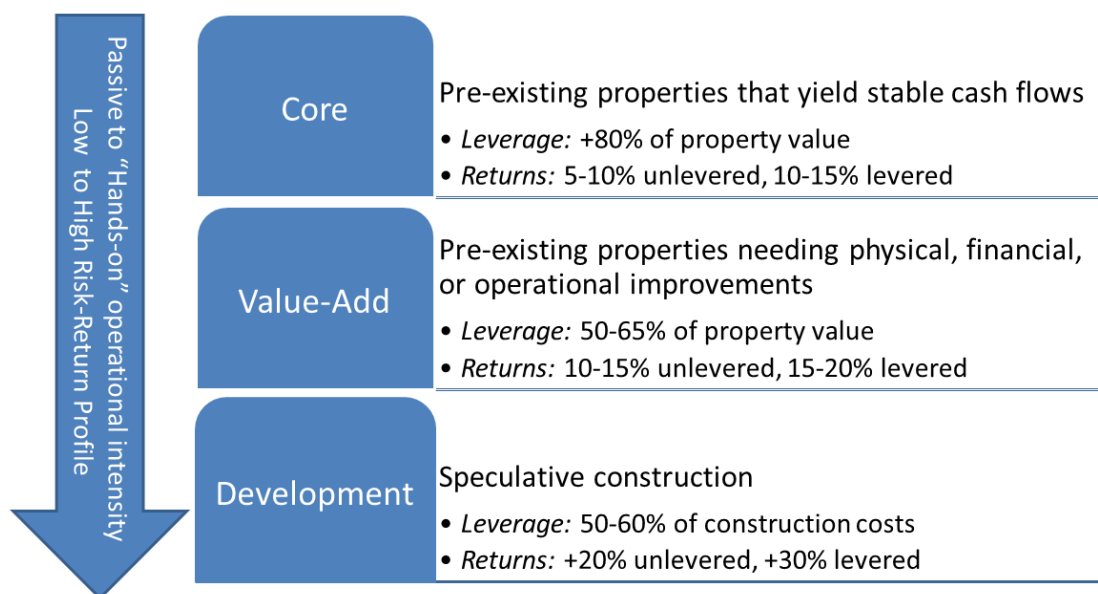 Passive to “Hands-on” operational intensity
Low to High Risk-Return Profile
Core
Pre-existing properties that yield stable cash flows
• Leverage: +80% of property value
• Returns: 5-10% unlevered, 10-15% levered
Value-Add
Pre-existing properties needing physical, financial,
or operational improvements
• Leverage: 50-65% of property value
• Returns: 10-15% unlevered, 15-20% levered
Development
Speculative construction
• Leverage: 50-60% of construction costs
• Returns: +20% unlevered, +30% levered